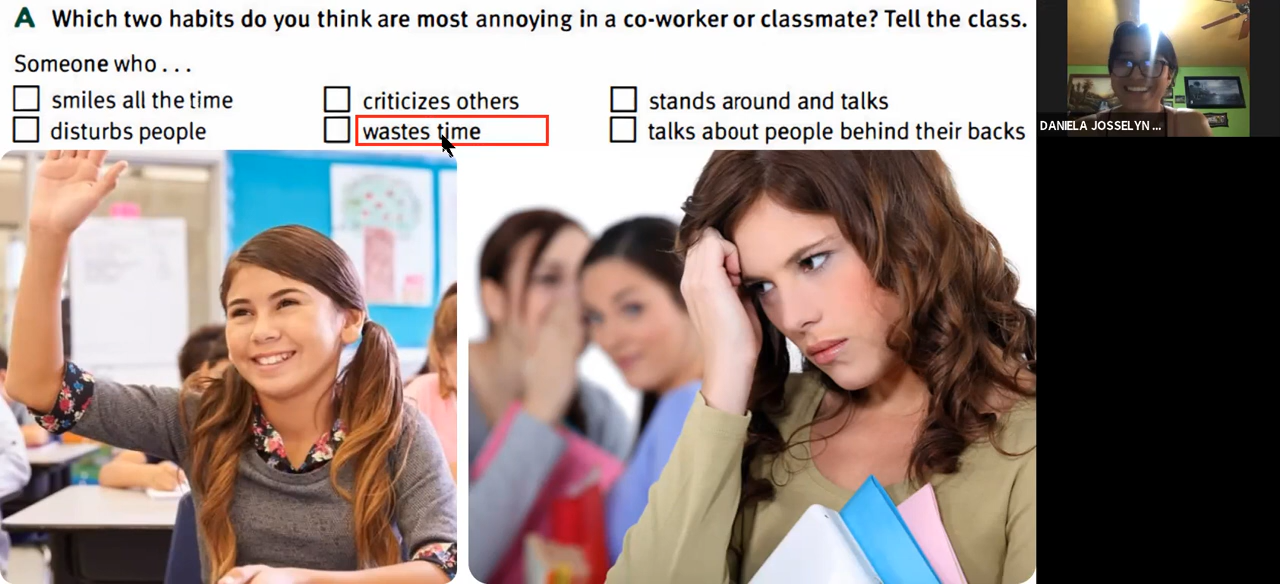 A Which two habits do you think are most annoying in a co-worker or classmate? Tell the class.
Someone who . . .
smiles all the time
criticizes others
stands around and talks
disturbs people
wastes time
talks about people behind their backs
DANIELA JOSSELYN ...